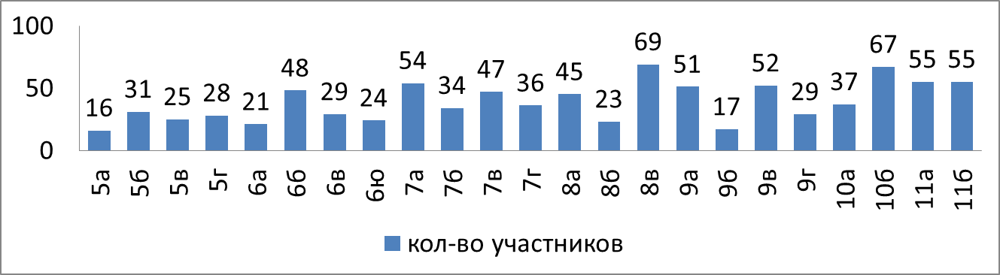 100
50
0
16 31 25 28 21 48 29 24 54 34 47 36 45 23 69 51 17 52 29 37 67 55 55
5а 5б 5в 5г 6а 6б 6в 6ю 7а 7б 7в 7г 8а 8б 8в 9а 9б 9в 9г 10а 10б 11а 11б
кол-во участников